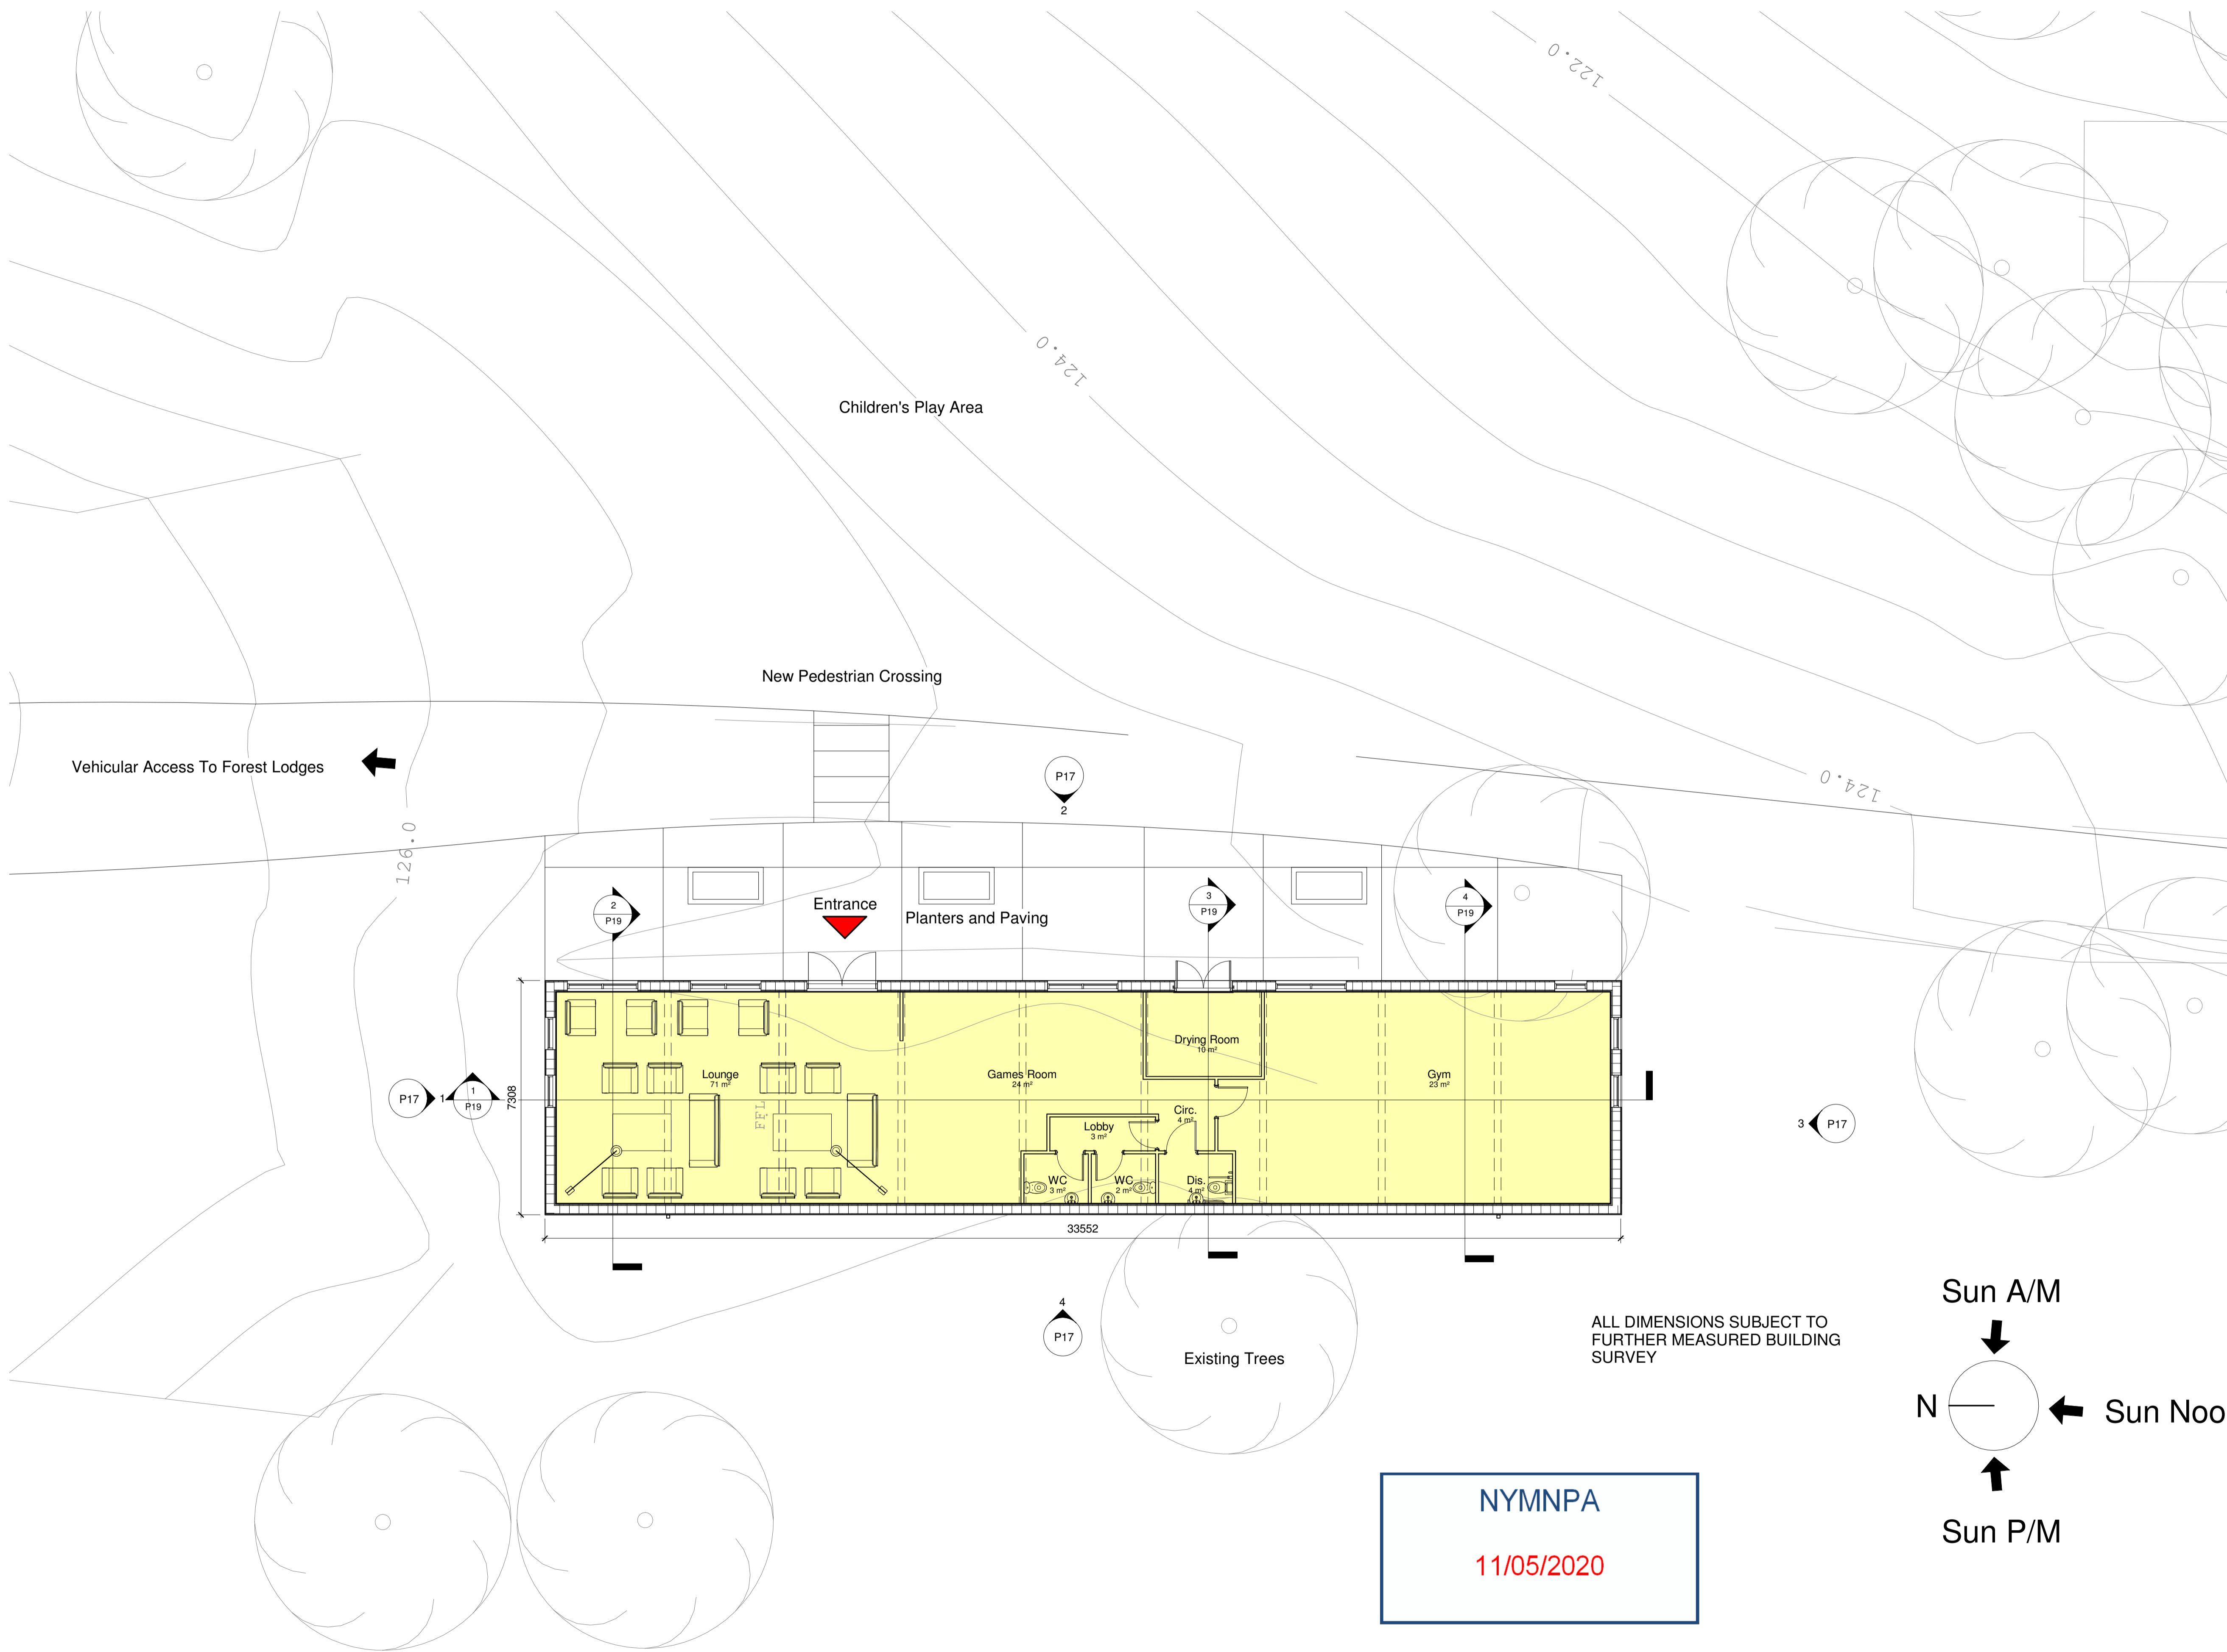 122.0
124.0
Children's Play Area
New Pedestrian Crossing
Vehicular Access To Forest Lodges
P17
2
124.0
126.0
2
P19
Entrance
Planters and Paving
3
P19
4
P19
Drying Room
10 m²
Lounge
71 m²
Games Room
24 m²
Gym
23 m²
P17
1
1
P19
7308
FFL
Circ.
4 m²
Lobby
3 m²
3
P17
WC
3 m²
WC
2 m²
Dis.
4 m²
33552
4
P17
Existing Trees
ALL DIMENSIONS SUBJECT TO
FURTHER MEASURED BUILDING
SURVEY
Sun A/M
N
Sun Noo
Sun P/M
NYMNPA
11/05/2020